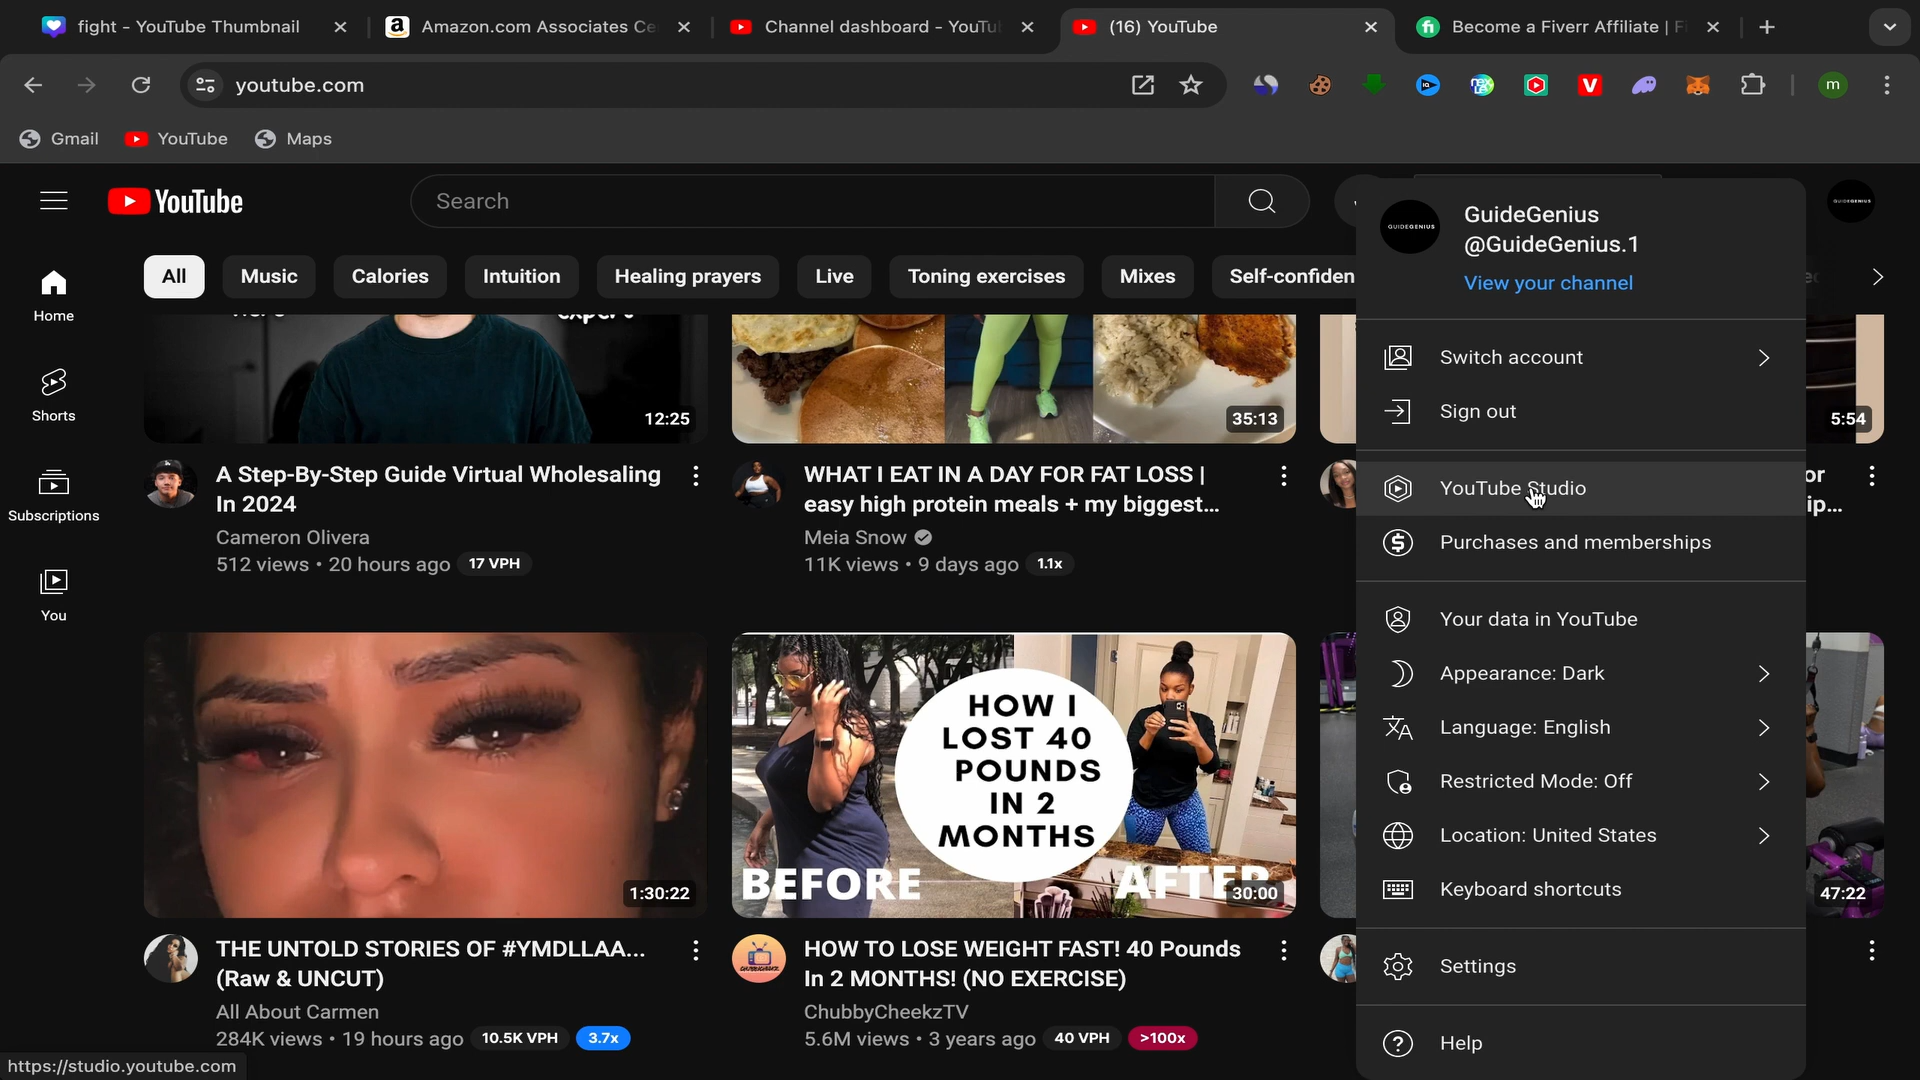 fight - YouTube Thumbnail
Amazon.com Associates Ce
Channel dashboard - YouTu
(16) YouTube
Become a Fiverr Affiliate | F
youtube.com
m
Gmail
YouTube
Maps
YouTube
Search
GUIDEGENIUS
GuideGenius
@GuideGenius.1
View your channel
GUIDEGENIUS
All
Music
Calories
Intuition
Healing prayers
Live
Toning exercises
Mixes
Self-confiden
Home
Shorts
Subscriptions
You
expert
12:25
35:13
5:54
A Step-By-Step Guide Virtual Wholesaling
In 2024
Cameron Olivera
512 views • 20 hours ago
17 VPH
WHAT I EAT IN A DAY FOR FAT LOSS |
easy high protein meals + my biggest...
Meia Snow
11K views • 9 days ago
1.1x
or
ip...
Switch account
Sign out
YouTube Studio
Purchases and memberships
Your data in YouTube
Appearance: Dark
Language: English
Restricted Mode: Off
Location: United States
Keyboard shortcuts
Settings
Help
1:30:22
HOW I
LOST 40
POUNDS
IN 2
MONTHS
BEFORE
AFTER
30:00
47:22
THE UNTOLD STORIES OF #YMDLLAA...
(Raw & UNCUT)
All About Carmen
284K views • 19 hours ago
10.5K VPH
3.7x
HOW TO LOSE WEIGHT FAST! 40 Pounds
In 2 MONTHS! (NO EXERCISE)
ChubbyCheekzTV
5.6M views • 3 years ago
40 VPH
>100x
https://studio.youtube.com